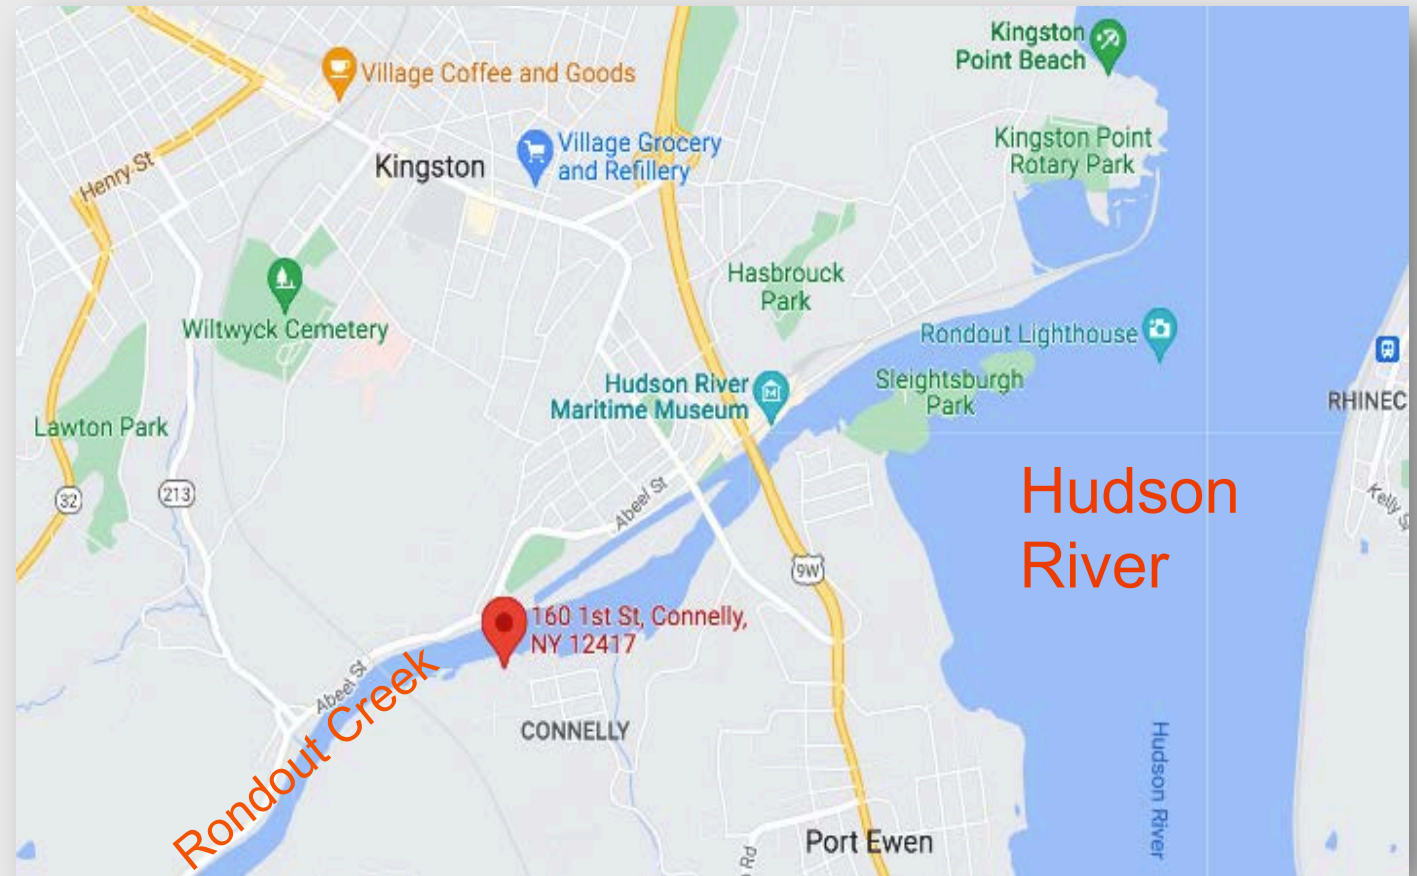 Kingston
Point Beach
Village Coffee and Goods
Village Grocery
and Refillery
Kingston Point
Rotary Park
Henry St
Kingston
Hasbrouck
Park
Wiltwyck Cemetery
Rondout Lighthouse
Hudson River
Maritime Museum
Sleightsburgh
Park
RHINEC
Lawton Park
32
213
Abeel St
Hudson
River
Kelly S
9W
160 1st St, Connelly,
NY 12417
Abeel St
Rondout Creek
CONNELLY
Hudson River
Port Ewen
Rd